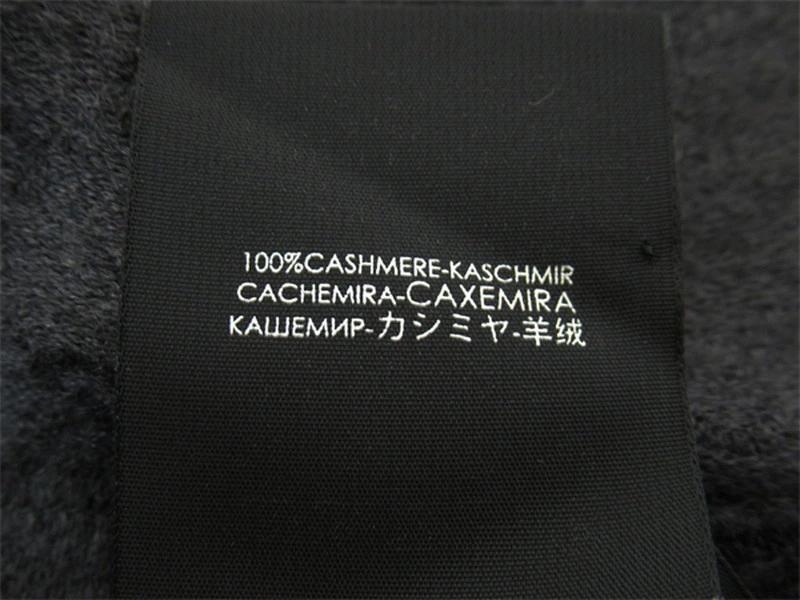 100%CASHMERE-KASCHMIR
CACHEMIRA-CAXEMIRA
КАШЕМИР-カシミヤ-羊绒